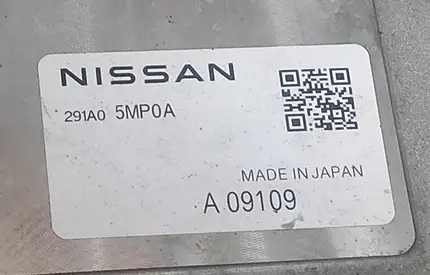 NISSAN
291A0 5MP0A
MADE IN JAPAN
A 09109